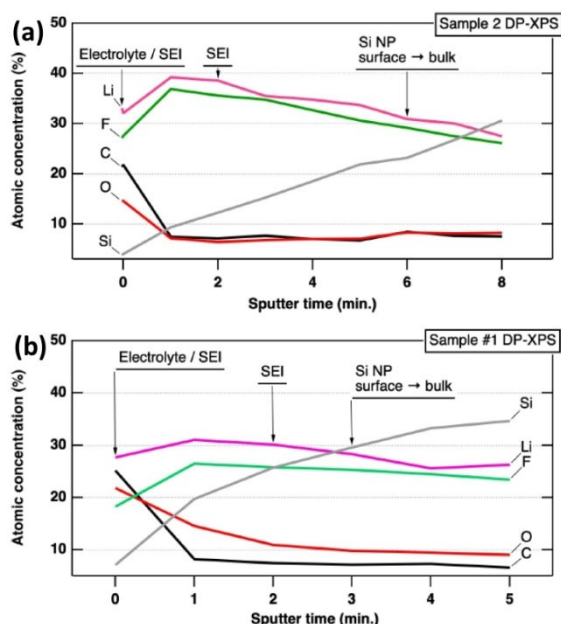 (a)
Sample 2 DP-XPS
50
40
30
20
10
Atomic concentration (%)
Electrolyte / SEI
SEI
Si NP
surface → bulk
Li
F
C
O
Si
0
2
4
6
8
Sputter time (min.)
(b)
Sample #1 DP-XPS
50
40
30
20
10
Atomic concentration (%)
Electrolyte / SEI
SEI
Si NP
surface → bulk
Si
Li
F
O
C
0
1
2
3
4
5
Sputter time (min.)